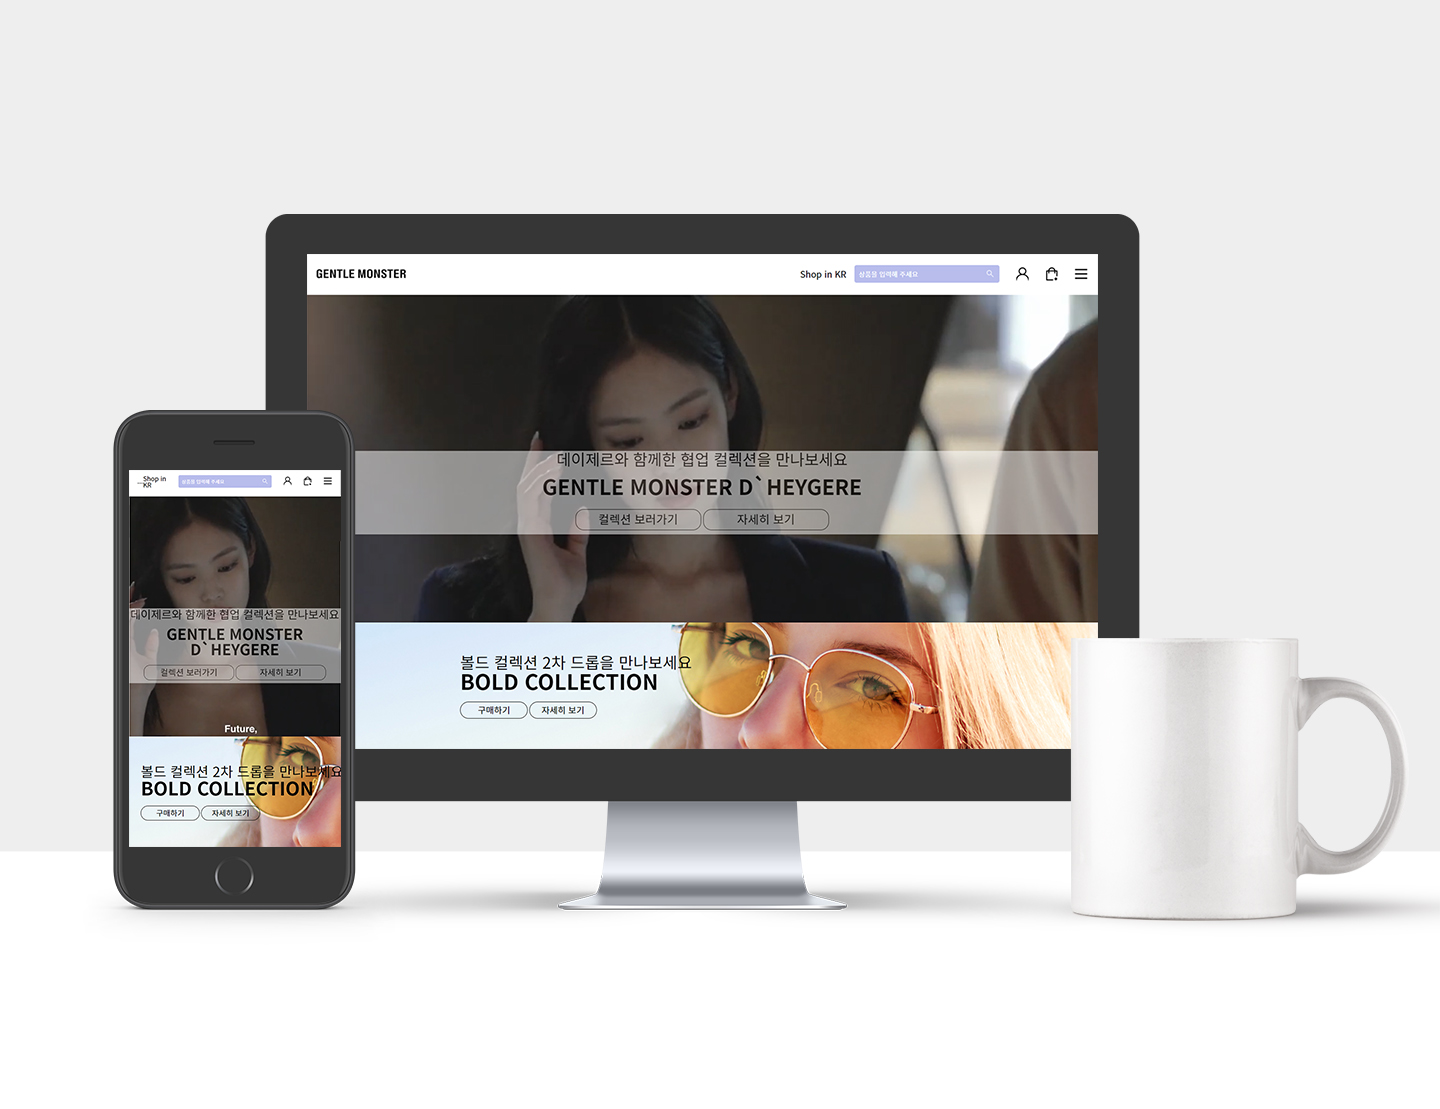 GENTLE MONSTER
Shop in KR
상품을 입력해 주세요
데이제르와 함께한 협업 컬렉션을 만나보세요
GENTLE MONSTER D`HEYGERE
컬렉션 보러가기
자세히 보기
볼드 컬렉션 2차 드롭을 만나보세요
BOLD COLLECTION
구매하기
자세히 보기
Shop in
KR
상품을 입력해 주세요
데이제르와 함께한 협업 컬렉션을 만나보세요
GENTLE MONSTER
D`HEYGERE
컬렉션 보러가기
자세히 보기
Future,
볼드 컬렉션 2차 드롭을 만나보세요
BOLD COLLECTION
구매하기
자세히 보기